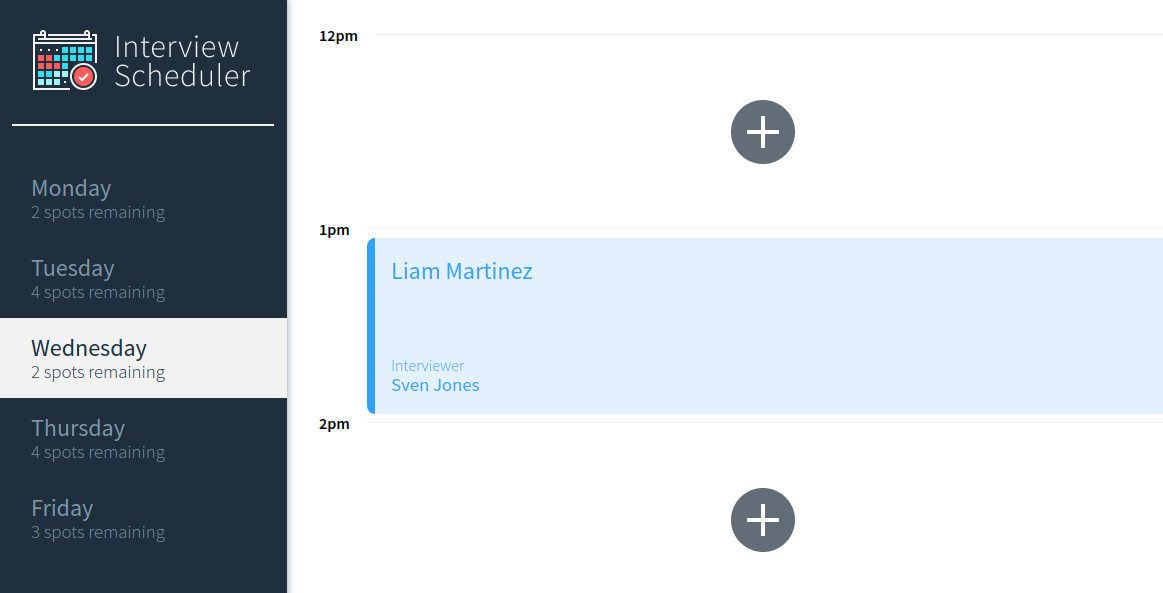 Interview
Scheduler
Monday
2 spots remaining
Tuesday
4 spots remaining
Wednesday
2 spots remaining
Thursday
4 spots remaining
Friday
3 spots remaining
12pm
1pm
Liam Martinez
Interviewer
Sven Jones
2pm